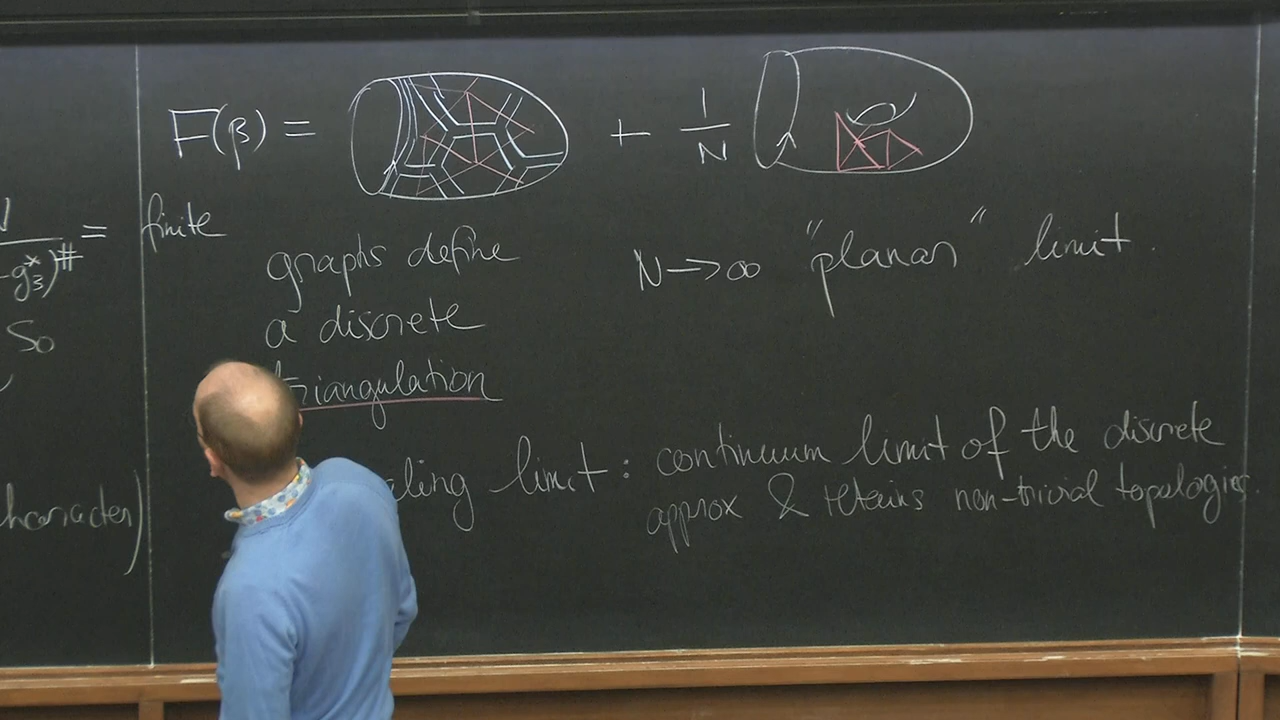 F(β) = + 1/N
= finite
-g₃*)#
So
graphs define
a discrete
triangulation
N→∞ "planar" limit.
limit: continuum limit of the discrete
approx & retains non-trivial topologies.